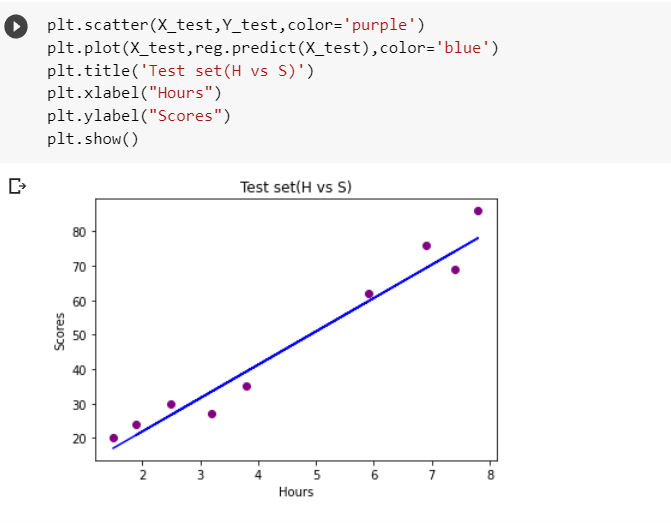 plt.scatter(X_test,Y_test,color='purple')
plt.plot(X_test,reg.predict(X_test),color='blue')
plt.title('Test set(H vs S)')
plt.xlabel("Hours")
plt.ylabel("Scores")
plt.show()
Test set(H vs S)
80
70
60
50
40
30
20
Scores
2 3 4 5 6 7 8
Hours